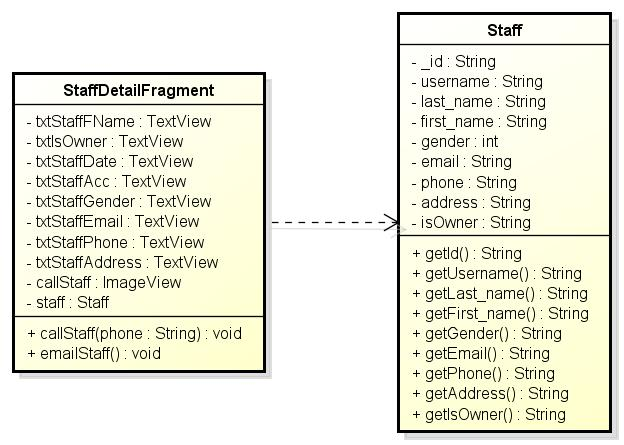 StaffDetailFragment
- txtStaffFName : TextView
- txtIsOwner : TextView
- txtStaffDate : TextView
- txtStaffAcc : TextView
- txtStaffGender : TextView
- txtStaffEmail : TextView
- txtStaffPhone : TextView
- txtStaffAddress : TextView
- callStaff : ImageView
- staff : Staff
+ callStaff(phone : String) : void
+ emailStaff() : void
Staff
- _id : String
- username : String
- last_name : String
- first_name : String
- gender : int
- email : String
- phone : String
- address : String
- isOwner : String
+ getId() : String
+ getUsername() : String
+ getLast_name() : String
+ getFirst_name() : String
+ getGender() : String
+ getEmail() : String
+ getPhone() : String
+ getAddress() : String
+ getIsOwner() : String